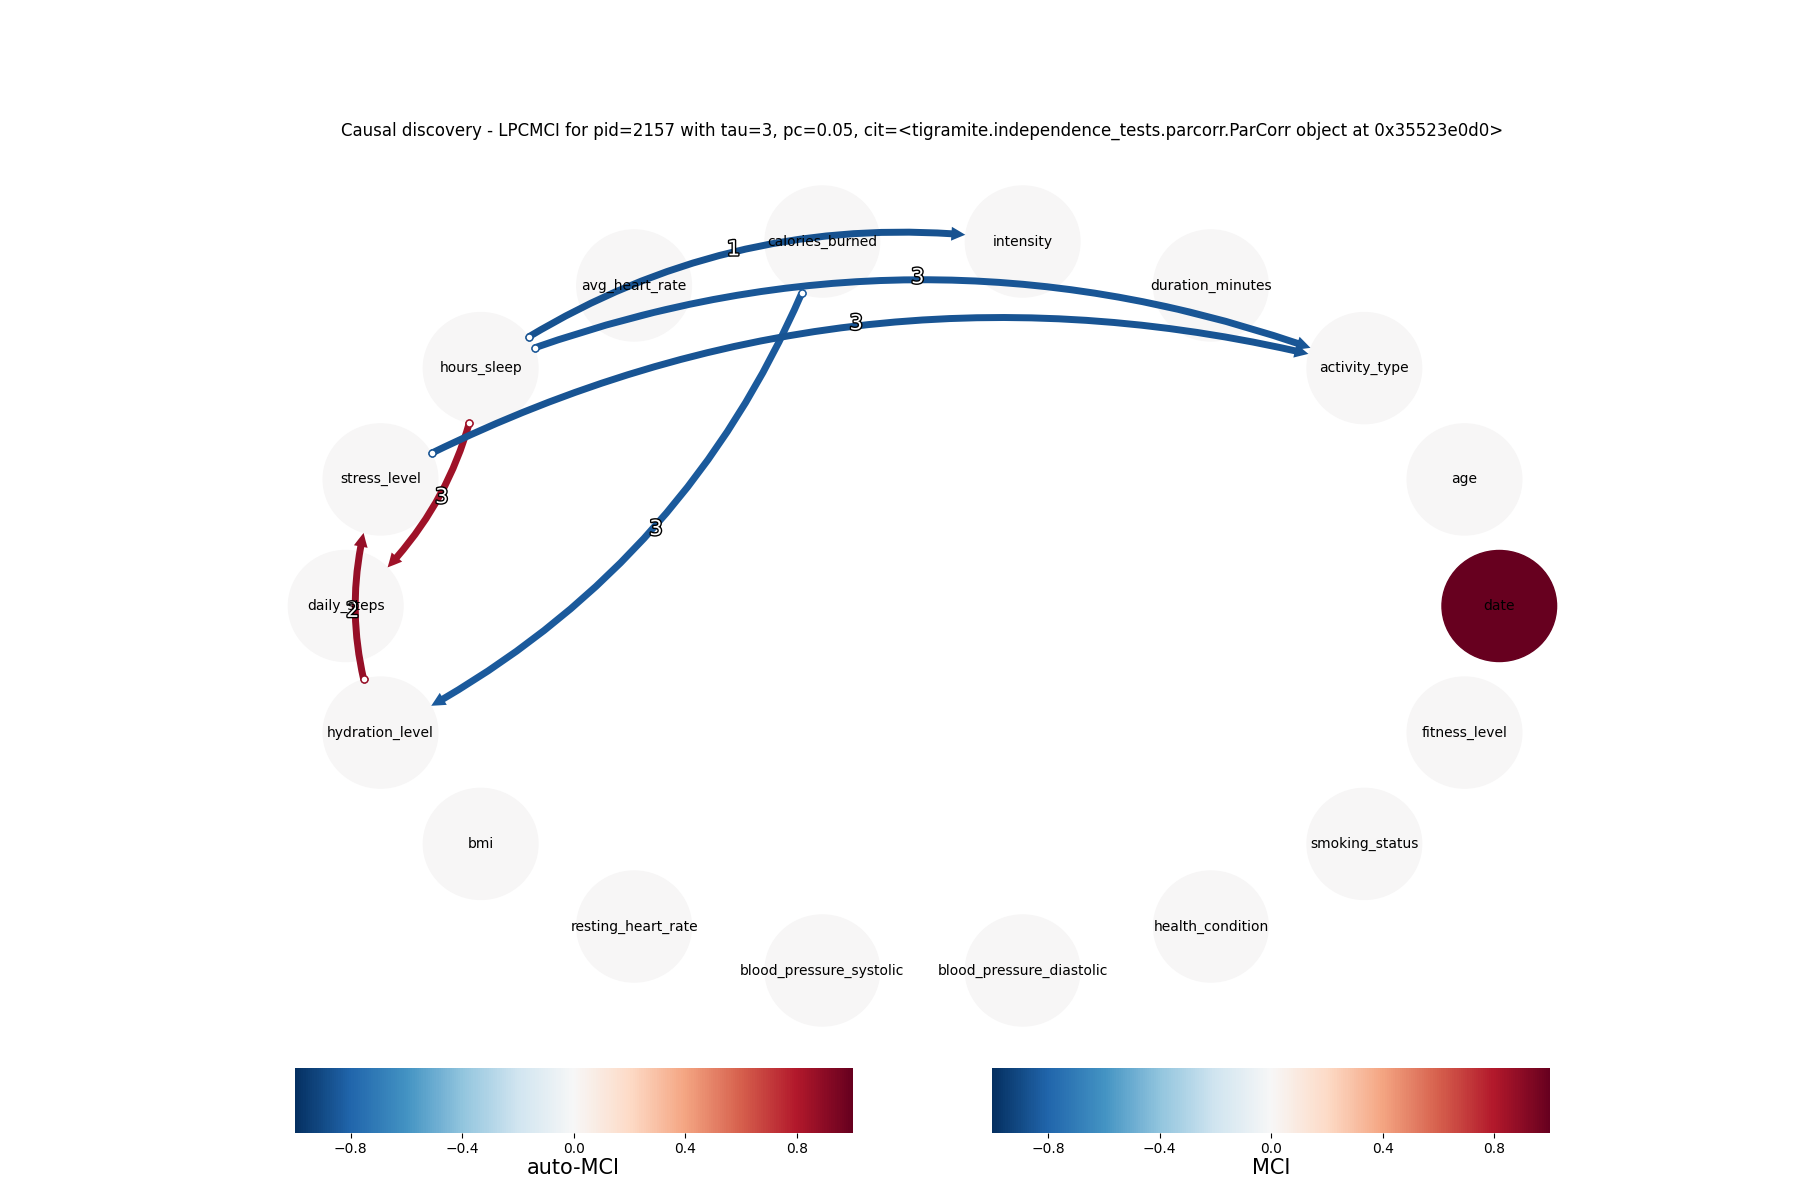 Causal discovery - LPCMCI for pid=2157 with tau=3, pc=0.05, cit=<tigramite.independence_tests.parcorr.ParCorr object at 0x35523e0d0>
calories_burned
intensity
1
3
avg_heart_rate
duration_minutes
3
hours_sleep
activity_type
stress_level
age
3
3
daily_steps
2
date
hydration_level
fitness_level
bmi
smoking_status
resting_heart_rate
health_condition
blood_pressure_systolic
blood_pressure_diastolic
−0.8 −0.4 0.0 0.4 0.8
auto-MCI
−0.8 −0.4 0.0 0.4 0.8
MCI